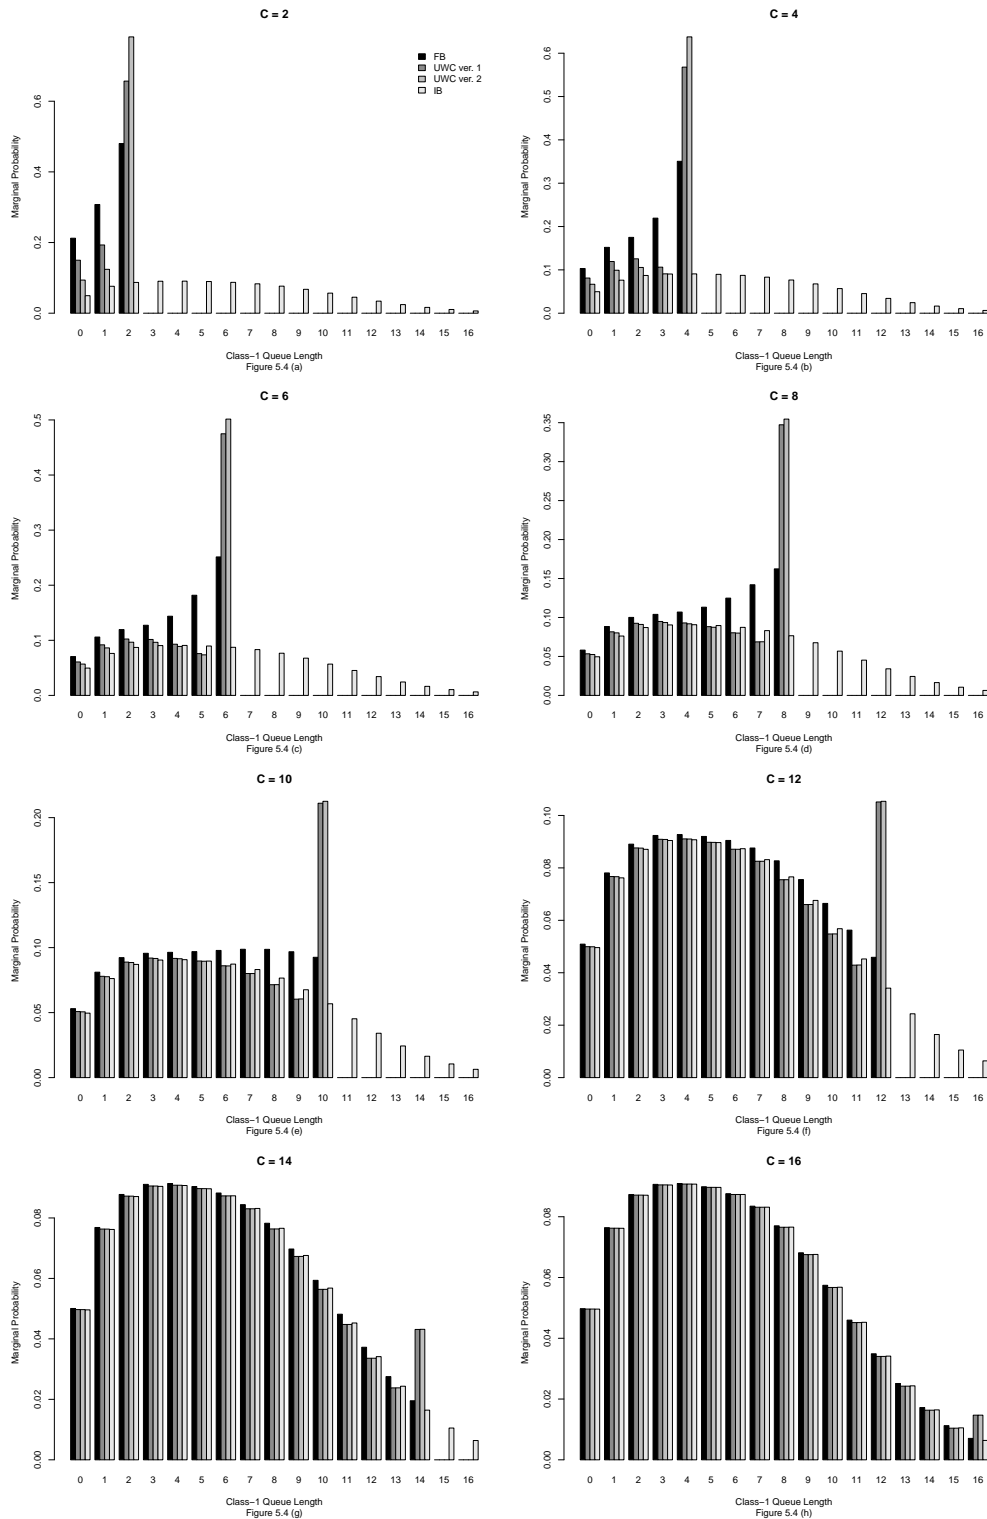 C = 2
FB
UWC ver. 1
UWC ver. 2
IB
Marginal Probability
0.0 0.2 0.4 0.6
0 1 2 3 4 5 6 7 8 9 10 11 12 13 14 15 16
Class−1 Queue Length
Figure 5.4 (a)
C = 4
Marginal Probability
0.0 0.1 0.2 0.3 0.4 0.5 0.6
0 1 2 3 4 5 6 7 8 9 10 11 12 13 14 15 16
Class−1 Queue Length
Figure 5.4 (b)
C = 6
Marginal Probability
0.0 0.1 0.2 0.3 0.4 0.5
0 1 2 3 4 5 6 7 8 9 10 11 12 13 14 15 16
Class−1 Queue Length
Figure 5.4 (c)
C = 8
Marginal Probability
0.00 0.05 0.10 0.15 0.20 0.25 0.30 0.35
0 1 2 3 4 5 6 7 8 9 10 11 12 13 14 15 16
Class−1 Queue Length
Figure 5.4 (d)
C = 10
Marginal Probability
0.00 0.05 0.10 0.15 0.20
0 1 2 3 4 5 6 7 8 9 10 11 12 13 14 15 16
Class−1 Queue Length
Figure 5.4 (e)
C = 12
Marginal Probability
0.00 0.02 0.04 0.06 0.08 0.10
0 1 2 3 4 5 6 7 8 9 10 11 12 13 14 15 16
Class−1 Queue Length
Figure 5.4 (f)
C = 14
Marginal Probability
0.00 0.02 0.04 0.06 0.08
0 1 2 3 4 5 6 7 8 9 10 11 12 13 14 15 16
Class−1 Queue Length
Figure 5.4 (g)
C = 16
Marginal Probability
0.00 0.02 0.04 0.06 0.08
0 1 2 3 4 5 6 7 8 9 10 11 12 13 14 15 16
Class−1 Queue Length
Figure 5.4 (h)